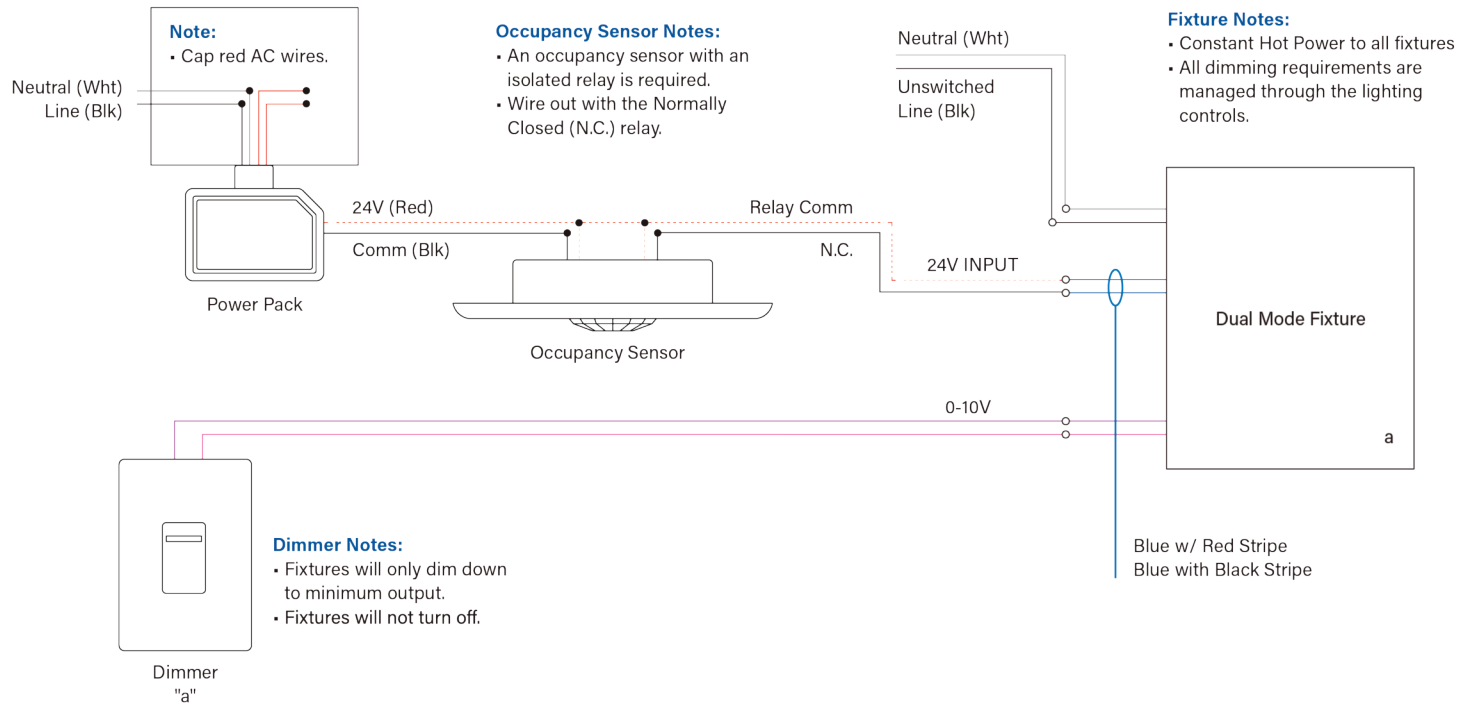 Note:
▪ Cap red AC wires.
Neutral (Wht)
Line (Blk)
Occupancy Sensor Notes:
▪ An occupancy sensor with an
isolated relay is required.
▪ Wire out with the Normally
Closed (N.C.) relay.
Neutral (Wht)
Unswitched
Line (Blk)
Fixture Notes:
▪ Constant Hot Power to all fixtures
▪ All dimming requirements are
managed through the lighting
controls.
24V (Red)
Comm (Blk)
Power Pack
Relay Comm
N.C.
24V INPUT
Occupancy Sensor
Dual Mode Fixture
a
0-10V
Dimmer Notes:
▪ Fixtures will only dim down
to minimum output.
▪ Fixtures will not turn off.
Blue w/ Red Stripe
Blue with Black Stripe
Dimmer
"a"